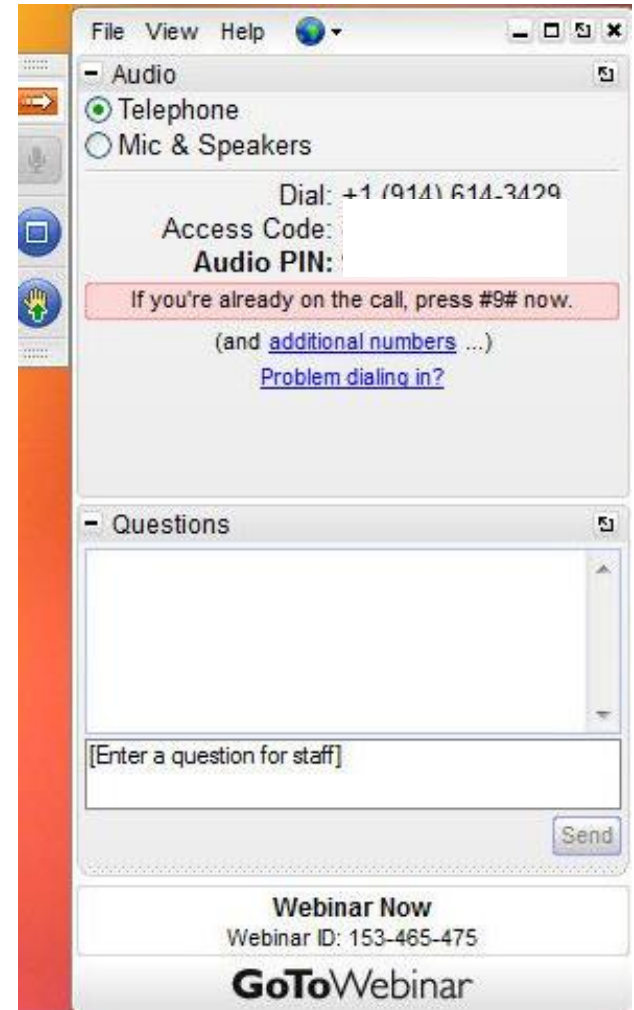 File View Help
Audio
Telephone
Mic & Speakers
Dial: +1 (914) 614-3429
Access Code:
Audio PIN:
If you're already on the call, press #9# now.
(and additional numbers ...)
Problem dialing in?
Questions
[Enter a question for staff]
Send
Webinar Now
Webinar ID: 153-465-475
GoToWebinar